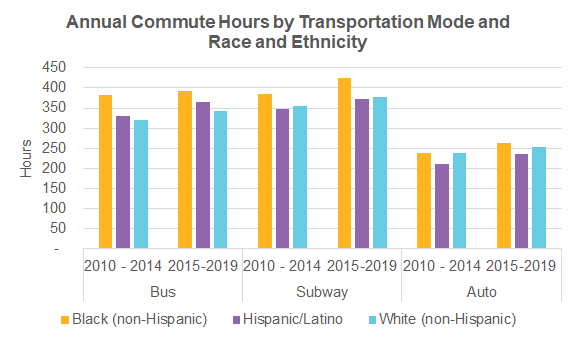 Annual Commute Hours by Transportation Mode and
Race and Ethnicity
450
400
350
300
250
200
150
100
50
-
Hours
2010 - 2014 2015-2019 2010 - 2014 2015-2019 2010 - 2014 2015-2019
Bus Subway Auto
Black (non-Hispanic) Hispanic/Latino White (non-Hispanic)